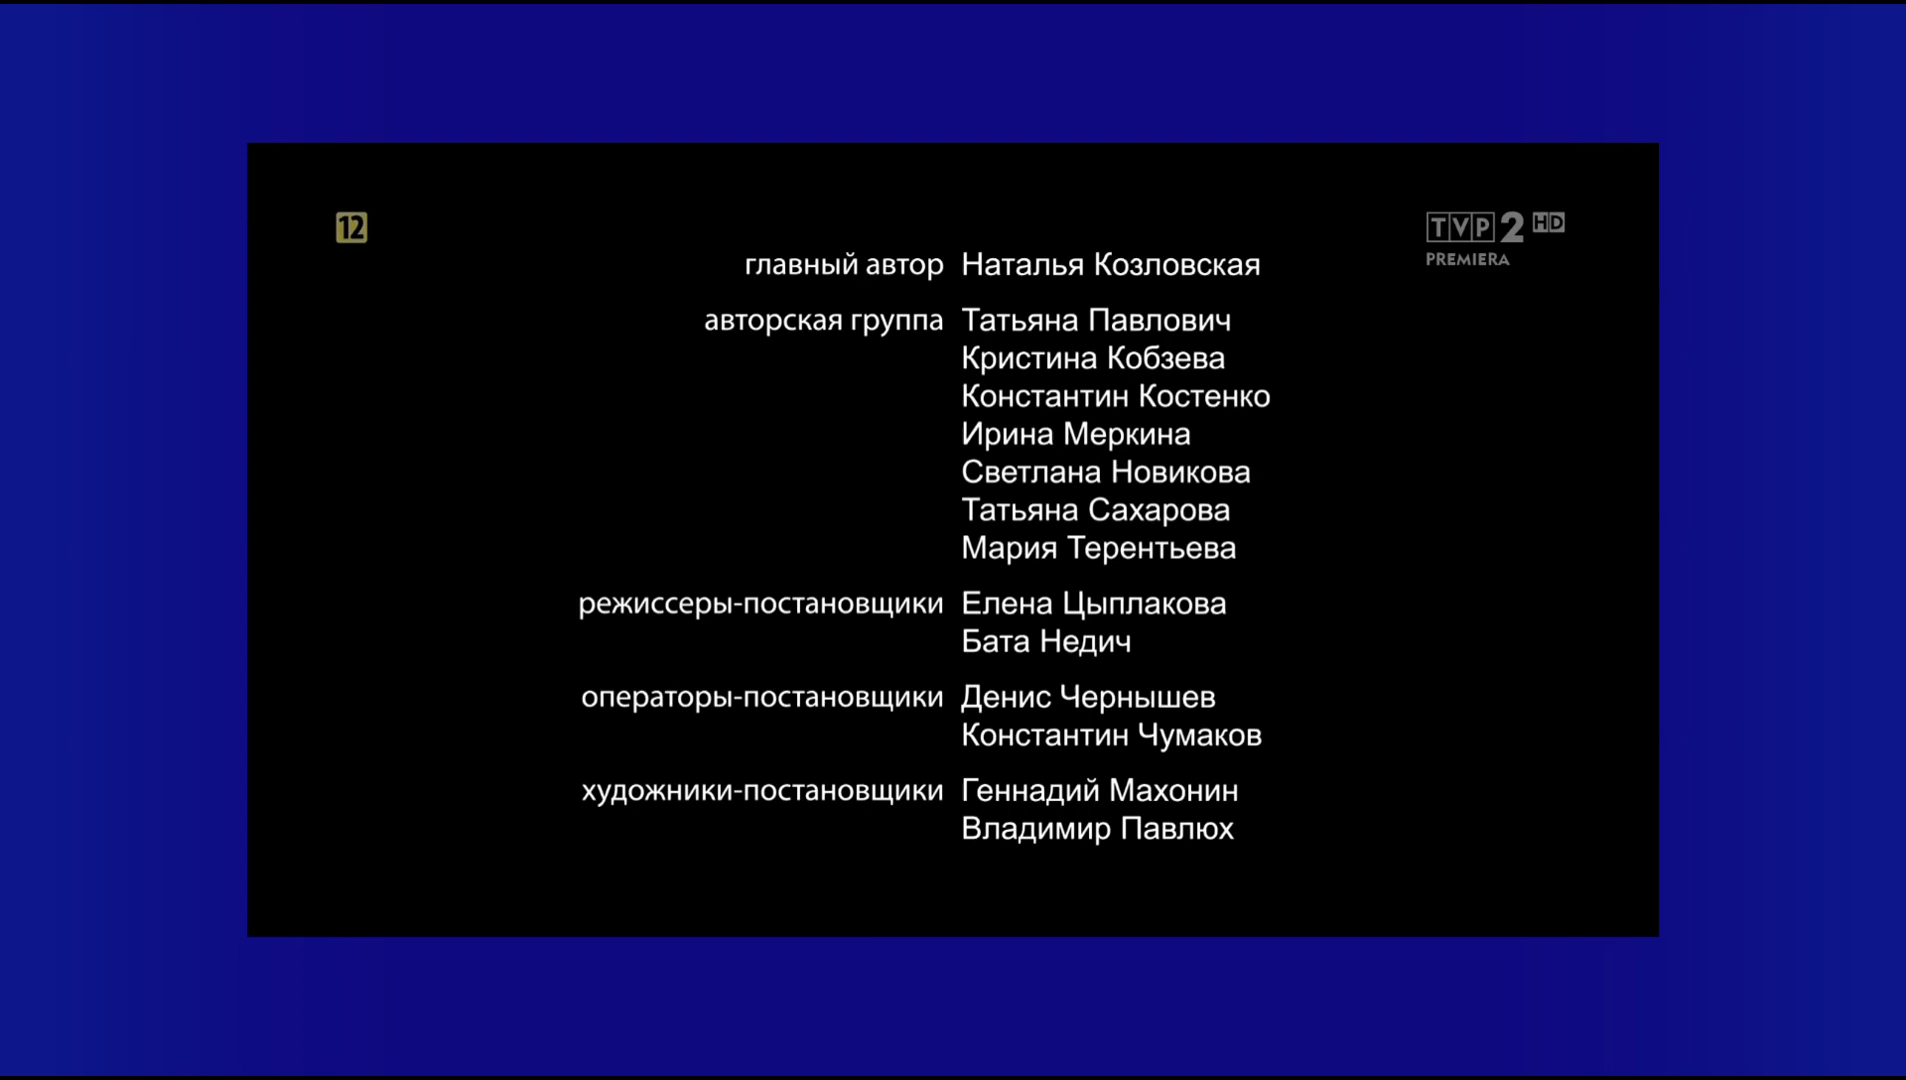 12
TVP 2 HD
PREMIERA
главный автор Наталья Козловская
авторская группа Татьяна Павлович
Кристина Кобзева
Константин Костенко
Ирина Меркина
Светлана Новикова
Татьяна Сахарова
Мария Терентьева
режиссеры-постановщики Елена Цыплакова
Бата Недич
операторы-постановщики Денис Чернышев
Константин Чумаков
художники-постановщики Геннадий Махонин
Владимир Павлюх